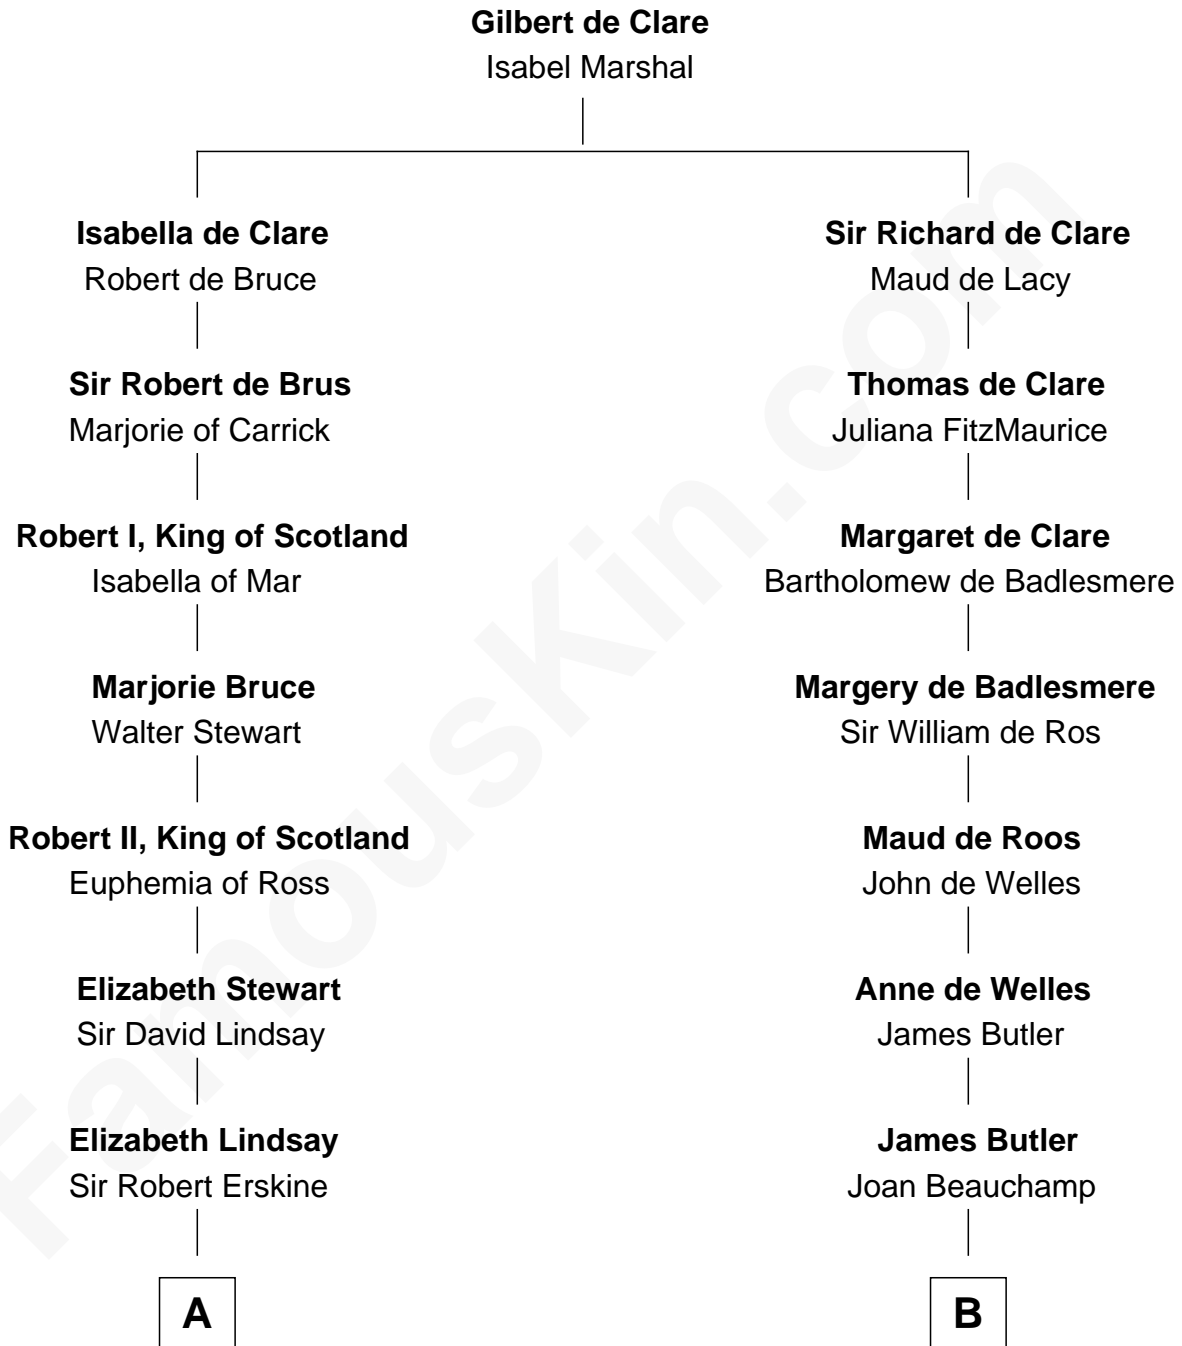 Gilbert de Clare
Isabel Marshal
Isabella de Clare
Robert de Bruce
Sir Robert de Brus
Marjorie of Carrick
Robert I, King of Scotland
Isabella of Mar
Marjorie Bruce
Walter Stewart
Robert II, King of Scotland
Euphemia of Ross
Elizabeth Stewart
Sir David Lindsay
Elizabeth Lindsay
Sir Robert Erskine
A
Sir Richard de Clare
Maud de Lacy
Thomas de Clare
Juliana FitzMaurice
Margaret de Clare
Bartholomew de Badlesmere
Margery de Badlesmere
Sir William de Ros
Maud de Roos
John de Welles
Anne de Welles
James Butler
James Butler
Joan Beauchamp
B
FamousKin.com